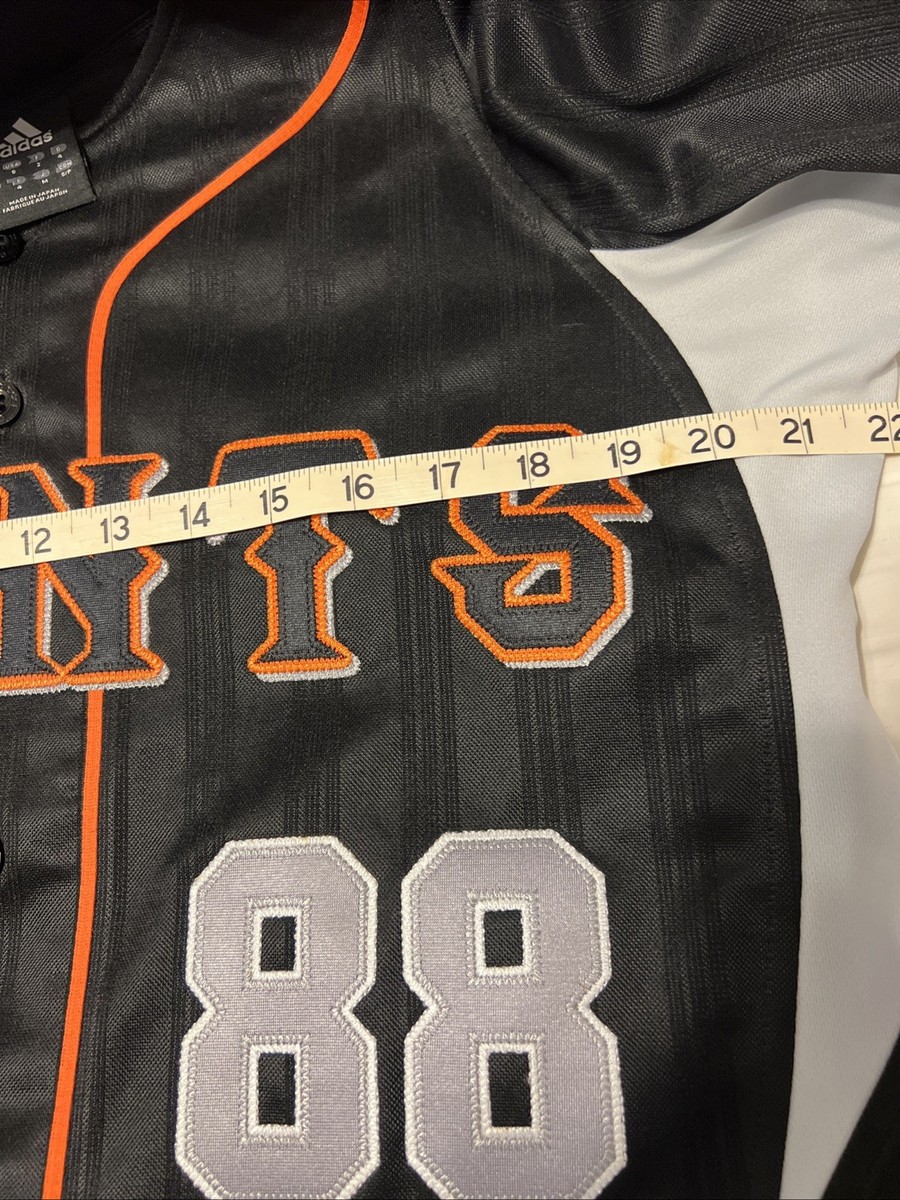 adidas
MADE IN JAPAN
FABRIQUE AU JAPON
12 13 14 15 16 17 18 19 20 21 22
NTS
88